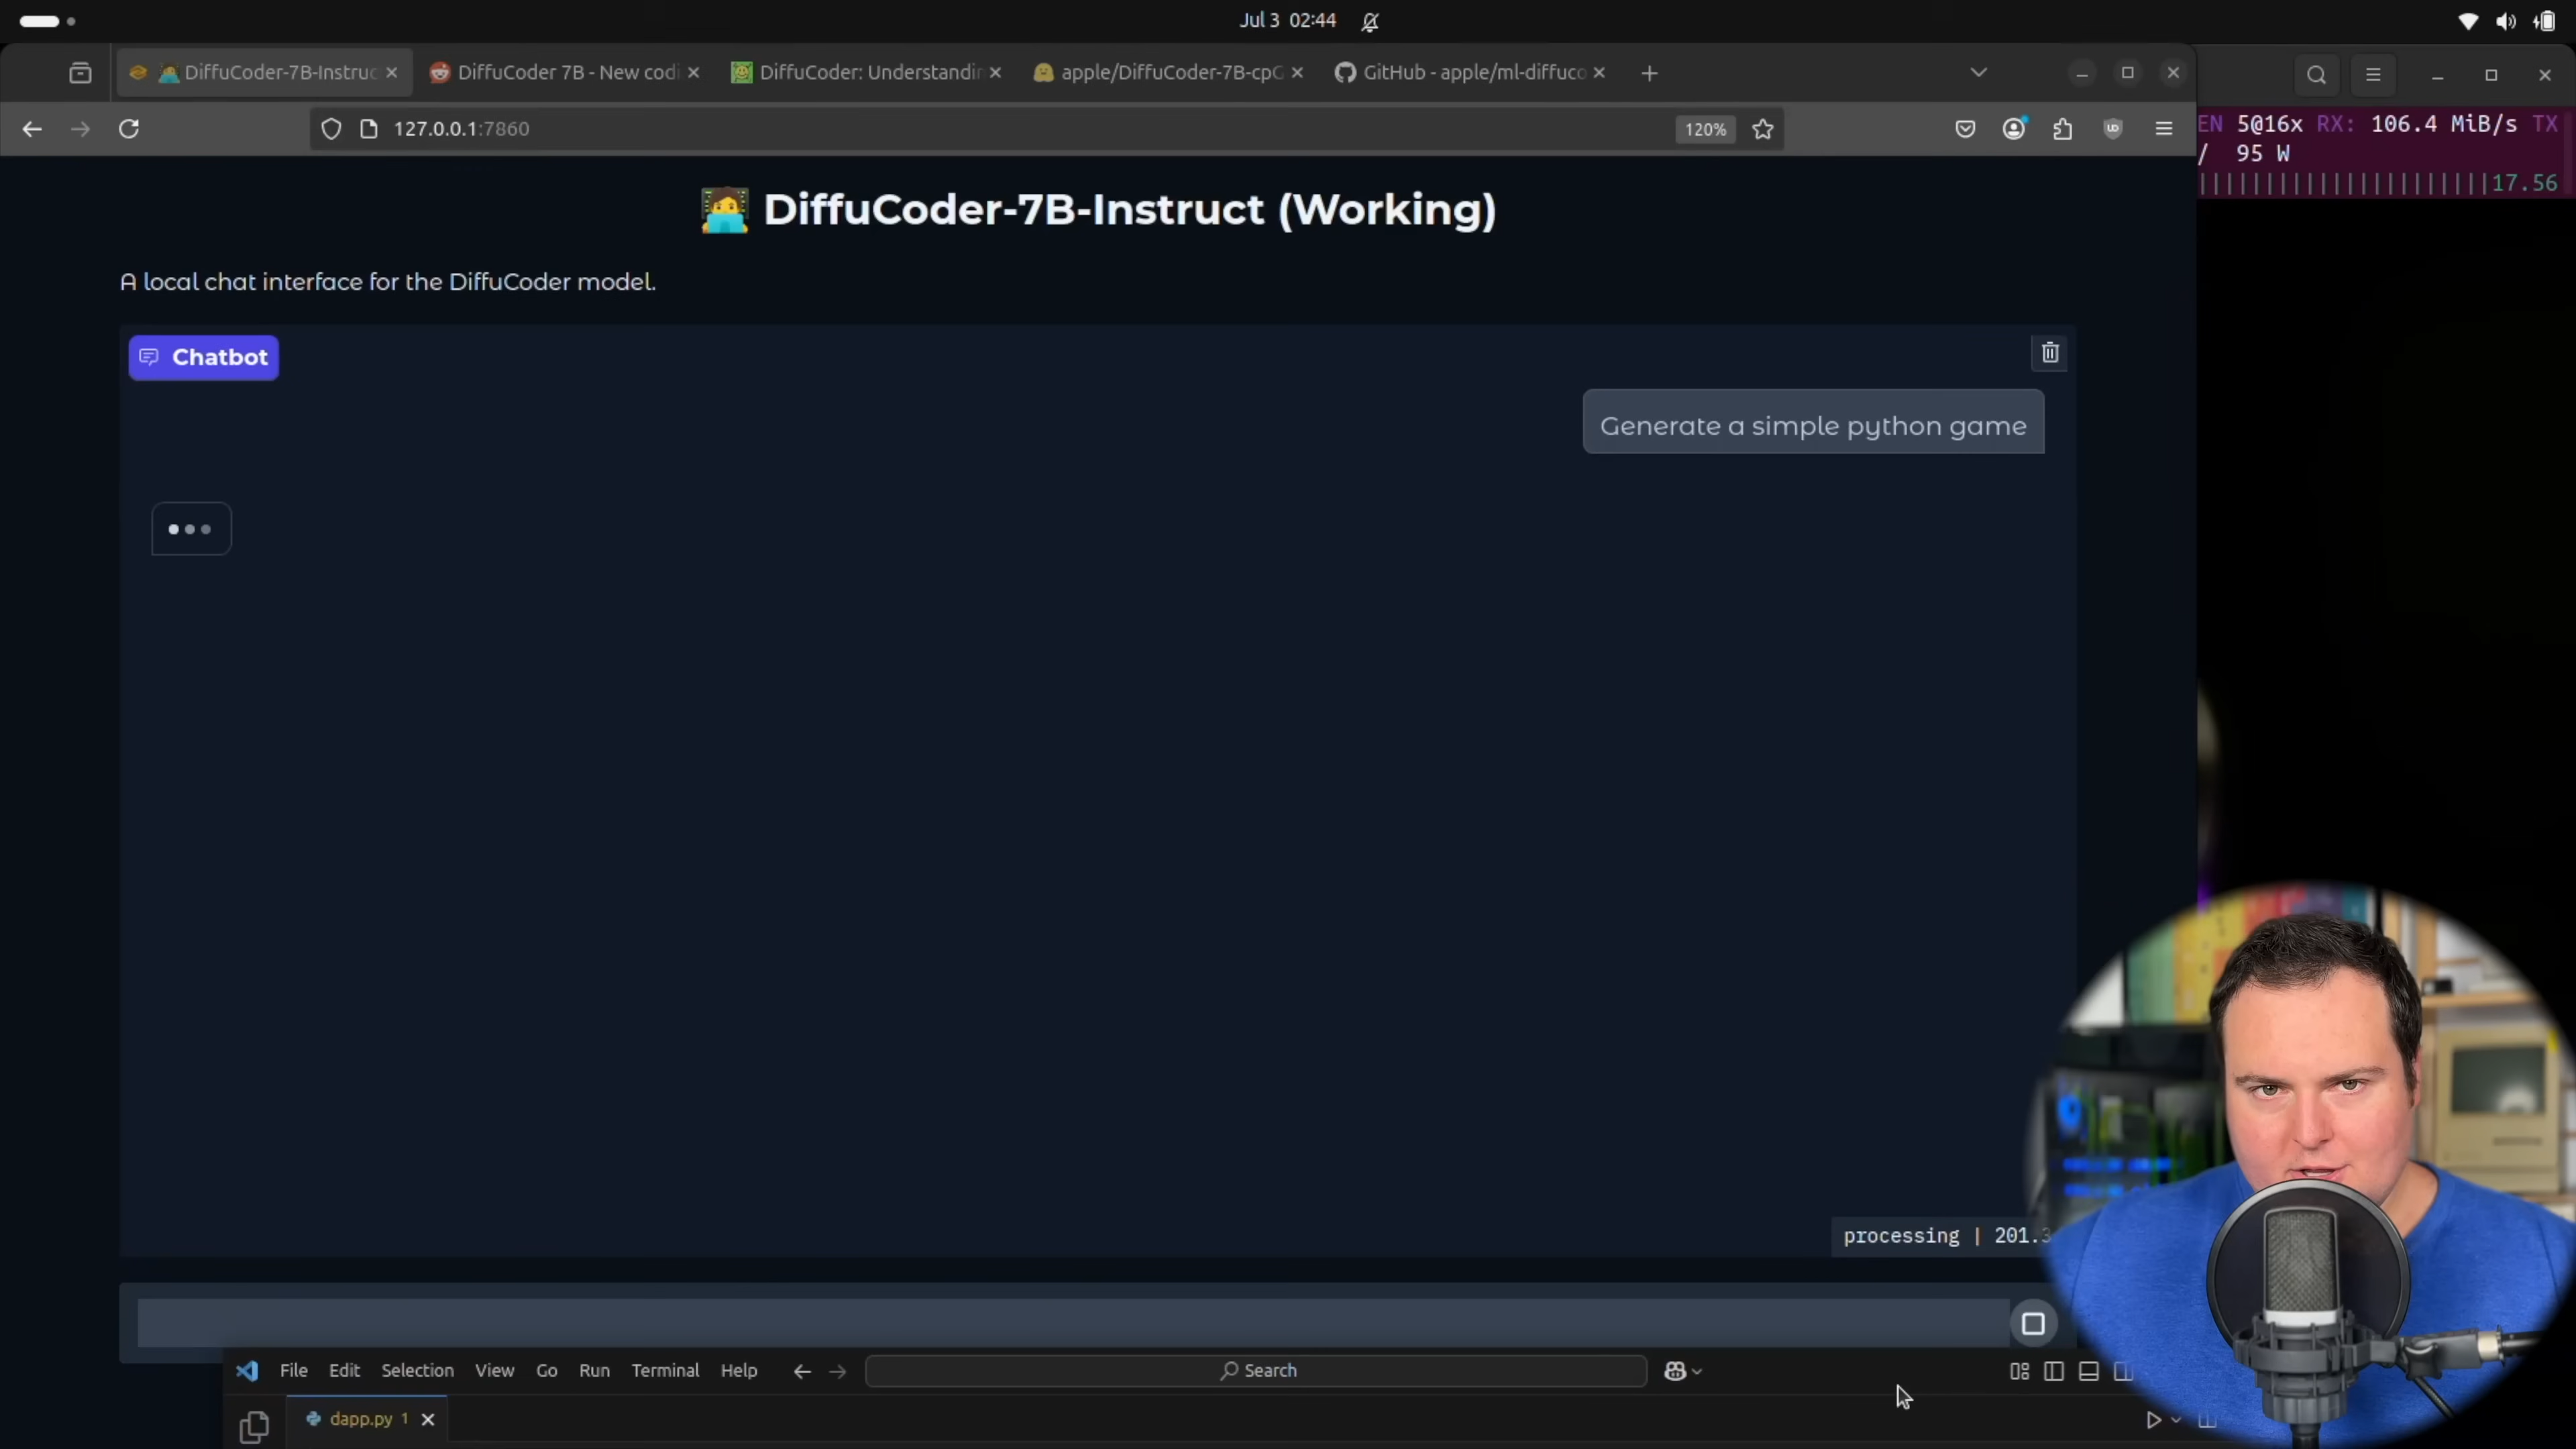 Jul 3 02:44
DiffuCoder-7B-Instruc
DiffuCoder 7B - New codi
DiffuCoder: Understandin
apple/DiffuCoder-7B-cpG
GitHub - apple/ml-diffuco
127.0.0.1:7860
120%
EN 5@16x RX: 106.4 MiB/s TX
/ 95 W
17.56
DiffuCoder-7B-Instruct (Working)
A local chat interface for the DiffuCoder model.
Chatbot
Generate a simple python game
processing | 201.3
File Edit Selection View Go Run Terminal Help
Search
dapp.py 1